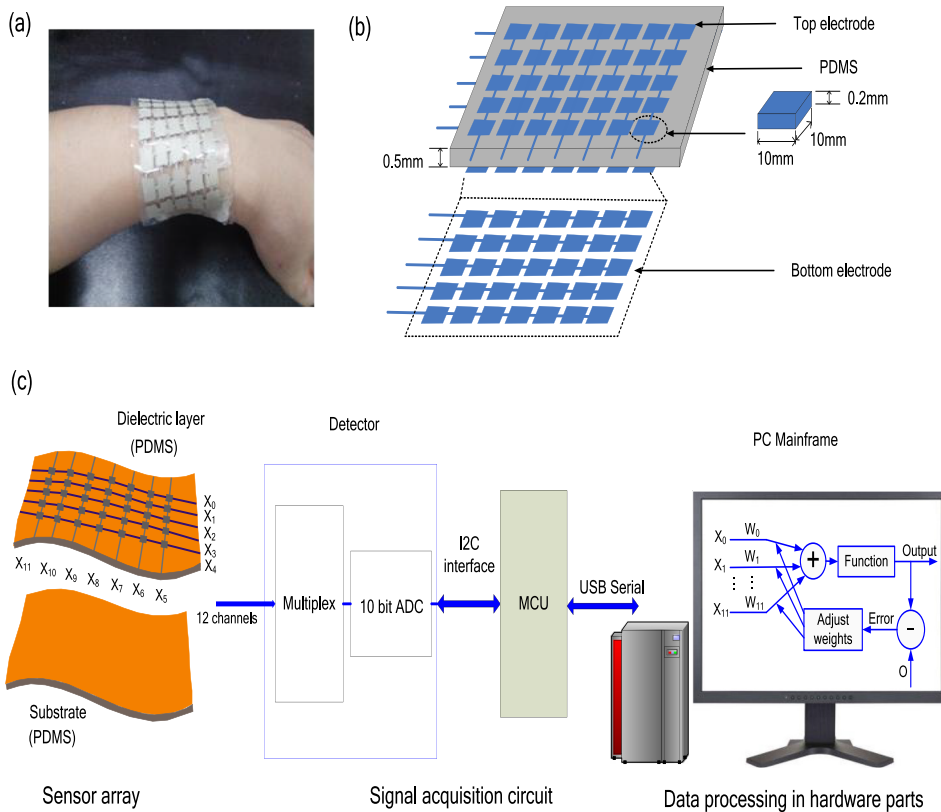 (a)
(b)
Top electrode
PDMS
0.2mm
10mm
10mm
0.5mm
Bottom electrode
(c)
Dielectric layer
(PDMS)
X0
X1
X2
X3
X4
X11 X10 X9 X8 X7 X6 X5
Substrate
(PDMS)
Sensor array
12 channels
Detector
Multiplex
10 bit ADC
I2C
interface
MCU
USB Serial
Signal acquisition circuit
PC Mainframe
X0 W0
X1 W1
X11 W11
+
Function
Output
Adjust
weights
Error
-
O
Data processing in hardware parts